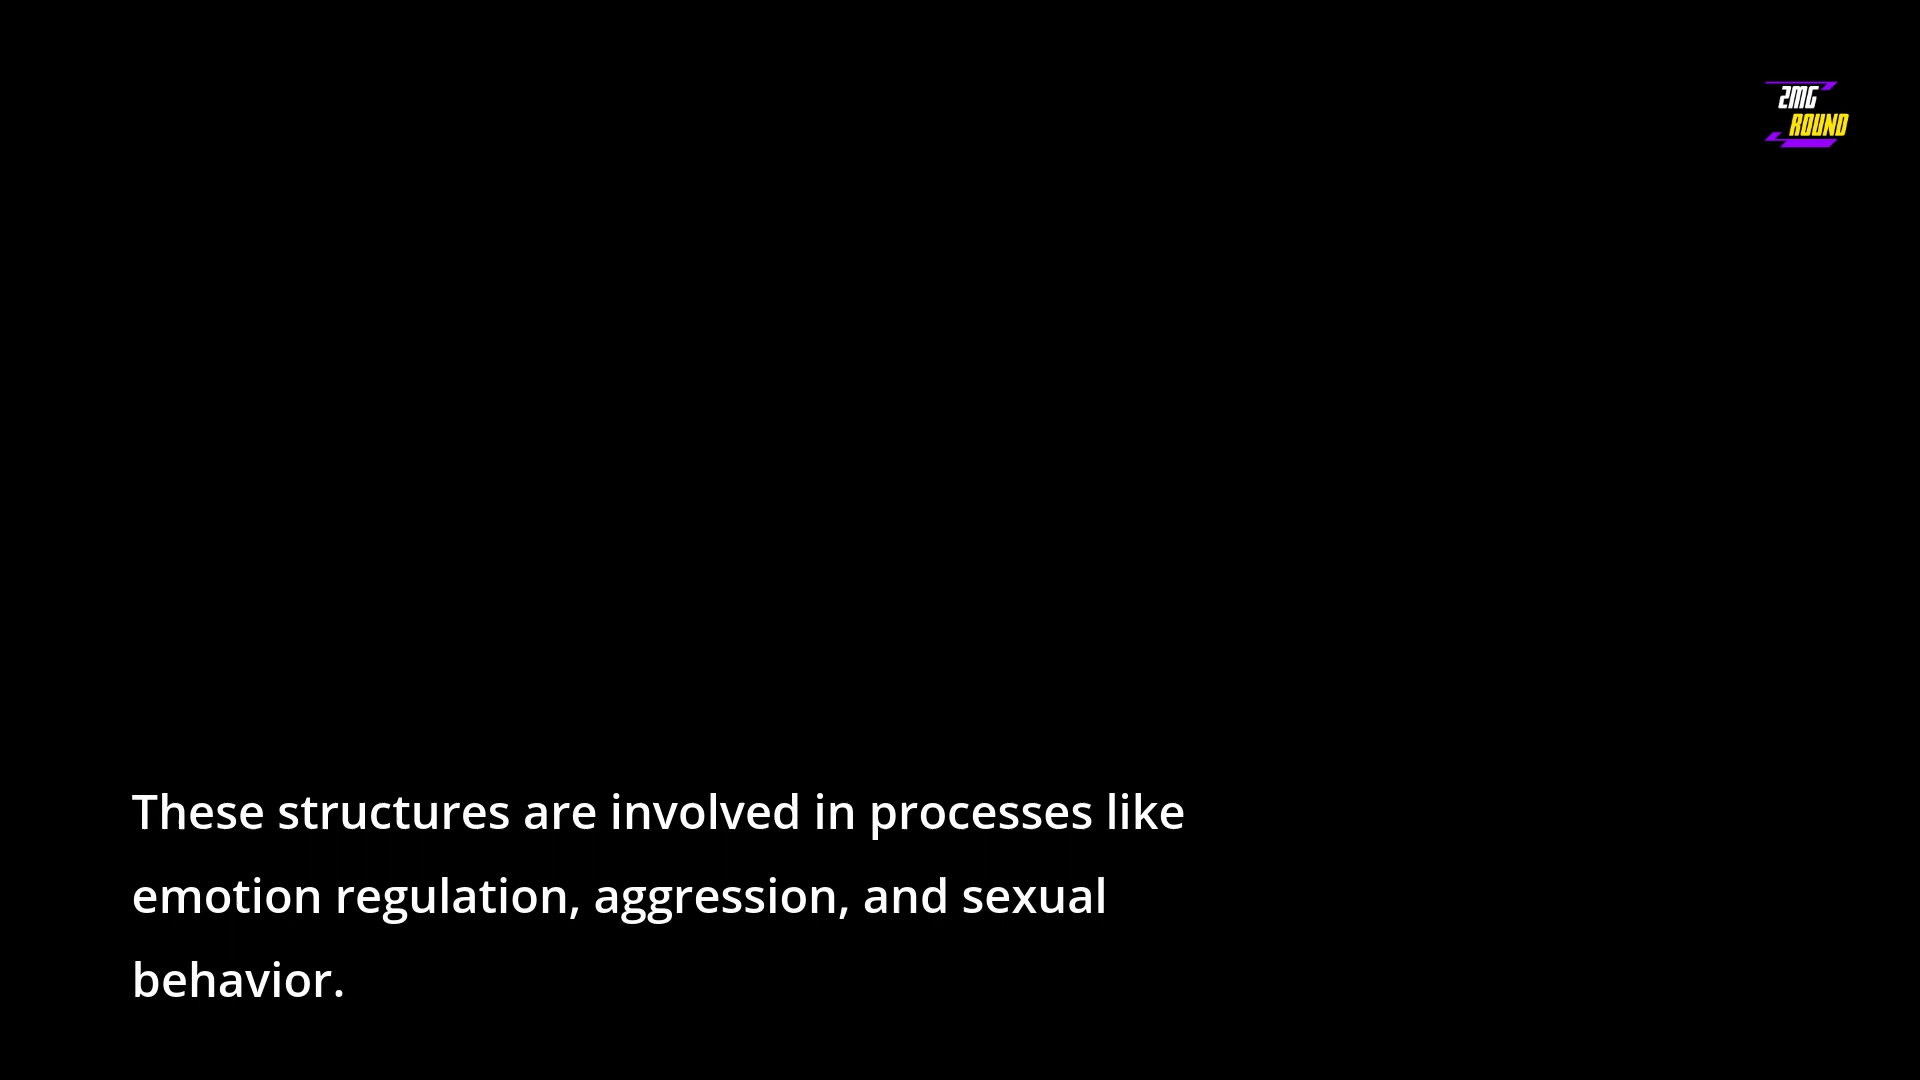 2MG
ROUND
These structures are involved in processes like
emotion regulation, aggression, and sexual
behavior.